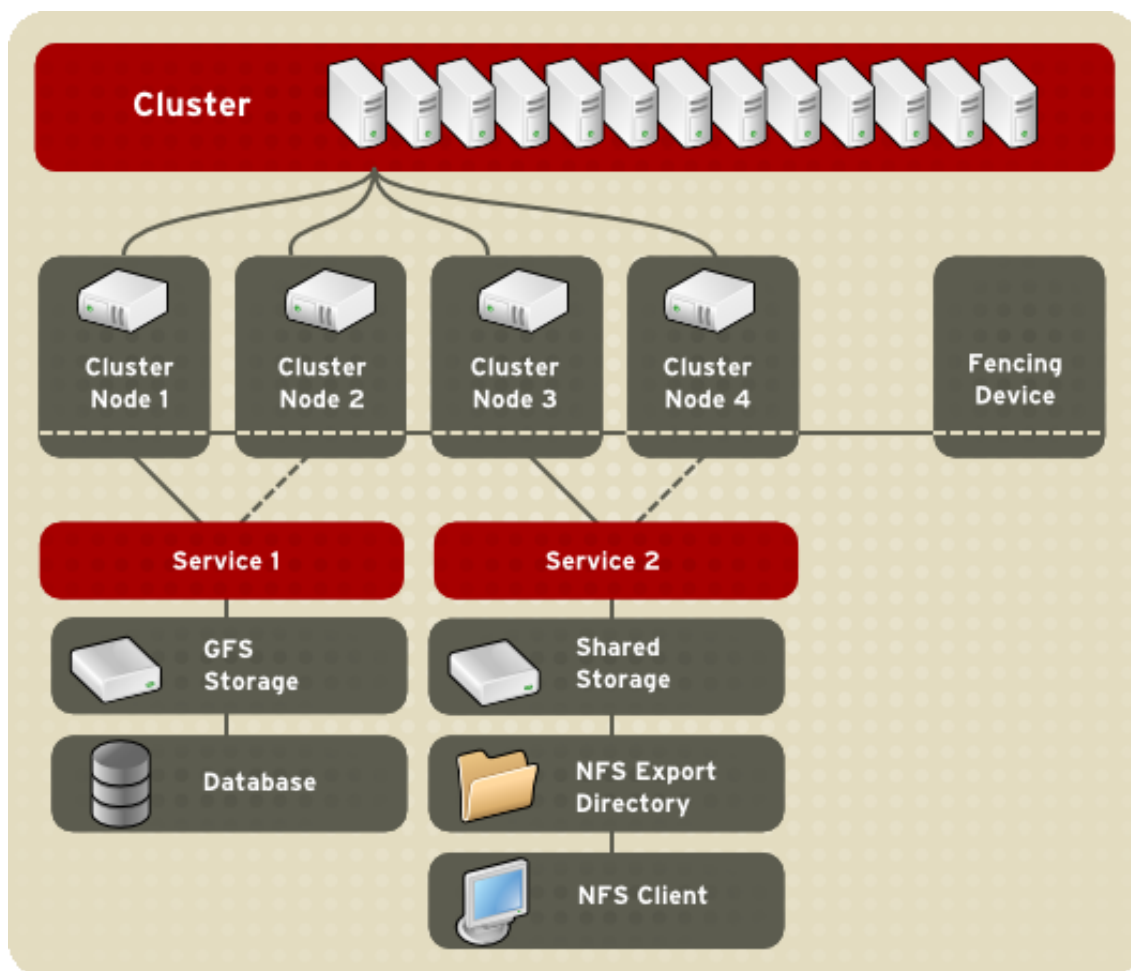 Cluster
Cluster
Node 1
Cluster
Node 2
Cluster
Node 3
Cluster
Node 4
Fencing
Device
Service 1
Service 2
GFS
Storage
Shared
Storage
Database
NFS Export
Directory
NFS Client